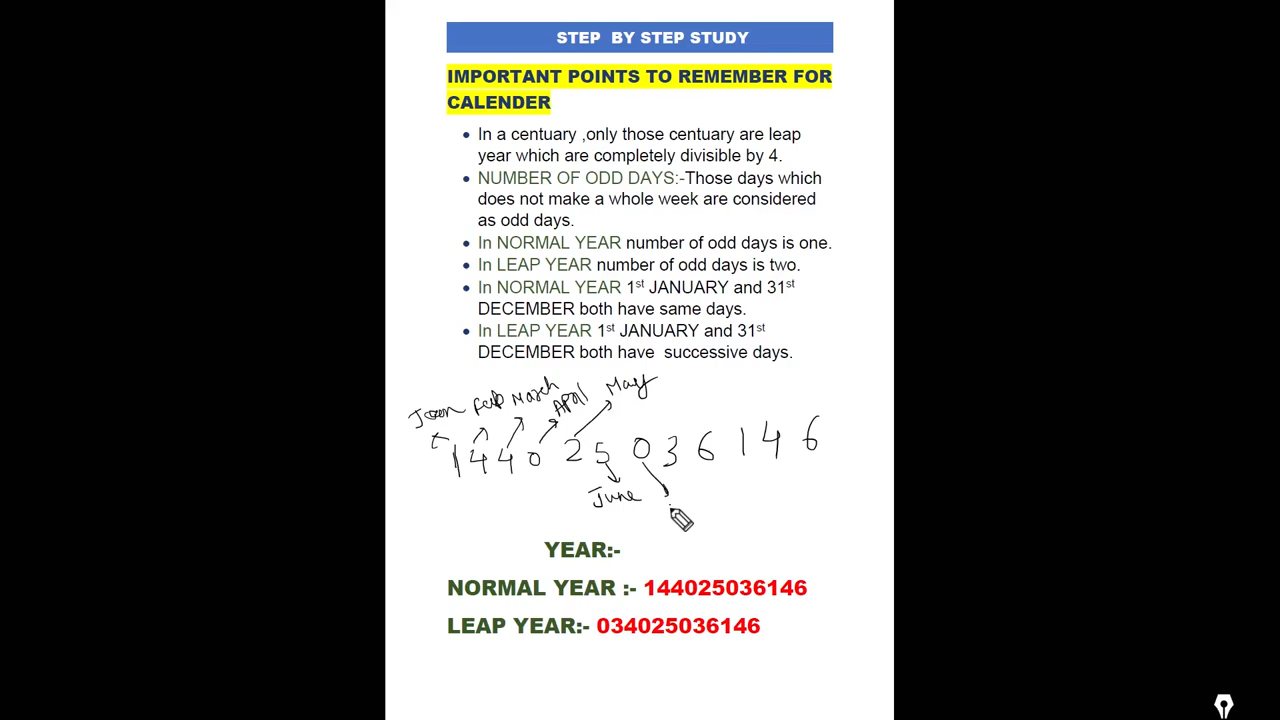 STEP BY STEP STUDY
IMPORTANT POINTS TO REMEMBER FOR
CALENDER
• In a centuary ,only those centuary are leap
year which are completely divisible by 4.
• NUMBER OF ODD DAYS:-Those days which
does not make a whole week are considered
as odd days.
• In NORMAL YEAR number of odd days is one.
• In LEAP YEAR number of odd days is two.
• In NORMAL YEAR 1st JANUARY and 31st
DECEMBER both have same days.
• In LEAP YEAR 1st JANUARY and 31st
DECEMBER both have successive days.
Jan Feb March April May
1 4 4 0 2 5 0 3 6 1 4 6
June
YEAR:-
NORMAL YEAR :- 144025036146
LEAP YEAR:- 034025036146